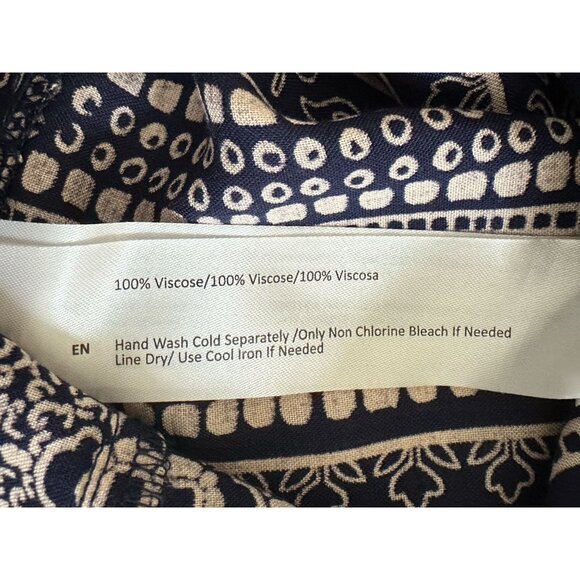 100% Viscose/100% Viscose/100% Viscosa
EN Hand Wash Cold Separately /Only Non Chlorine Bleach If Needed
Line Dry/ Use Cool Iron If Needed